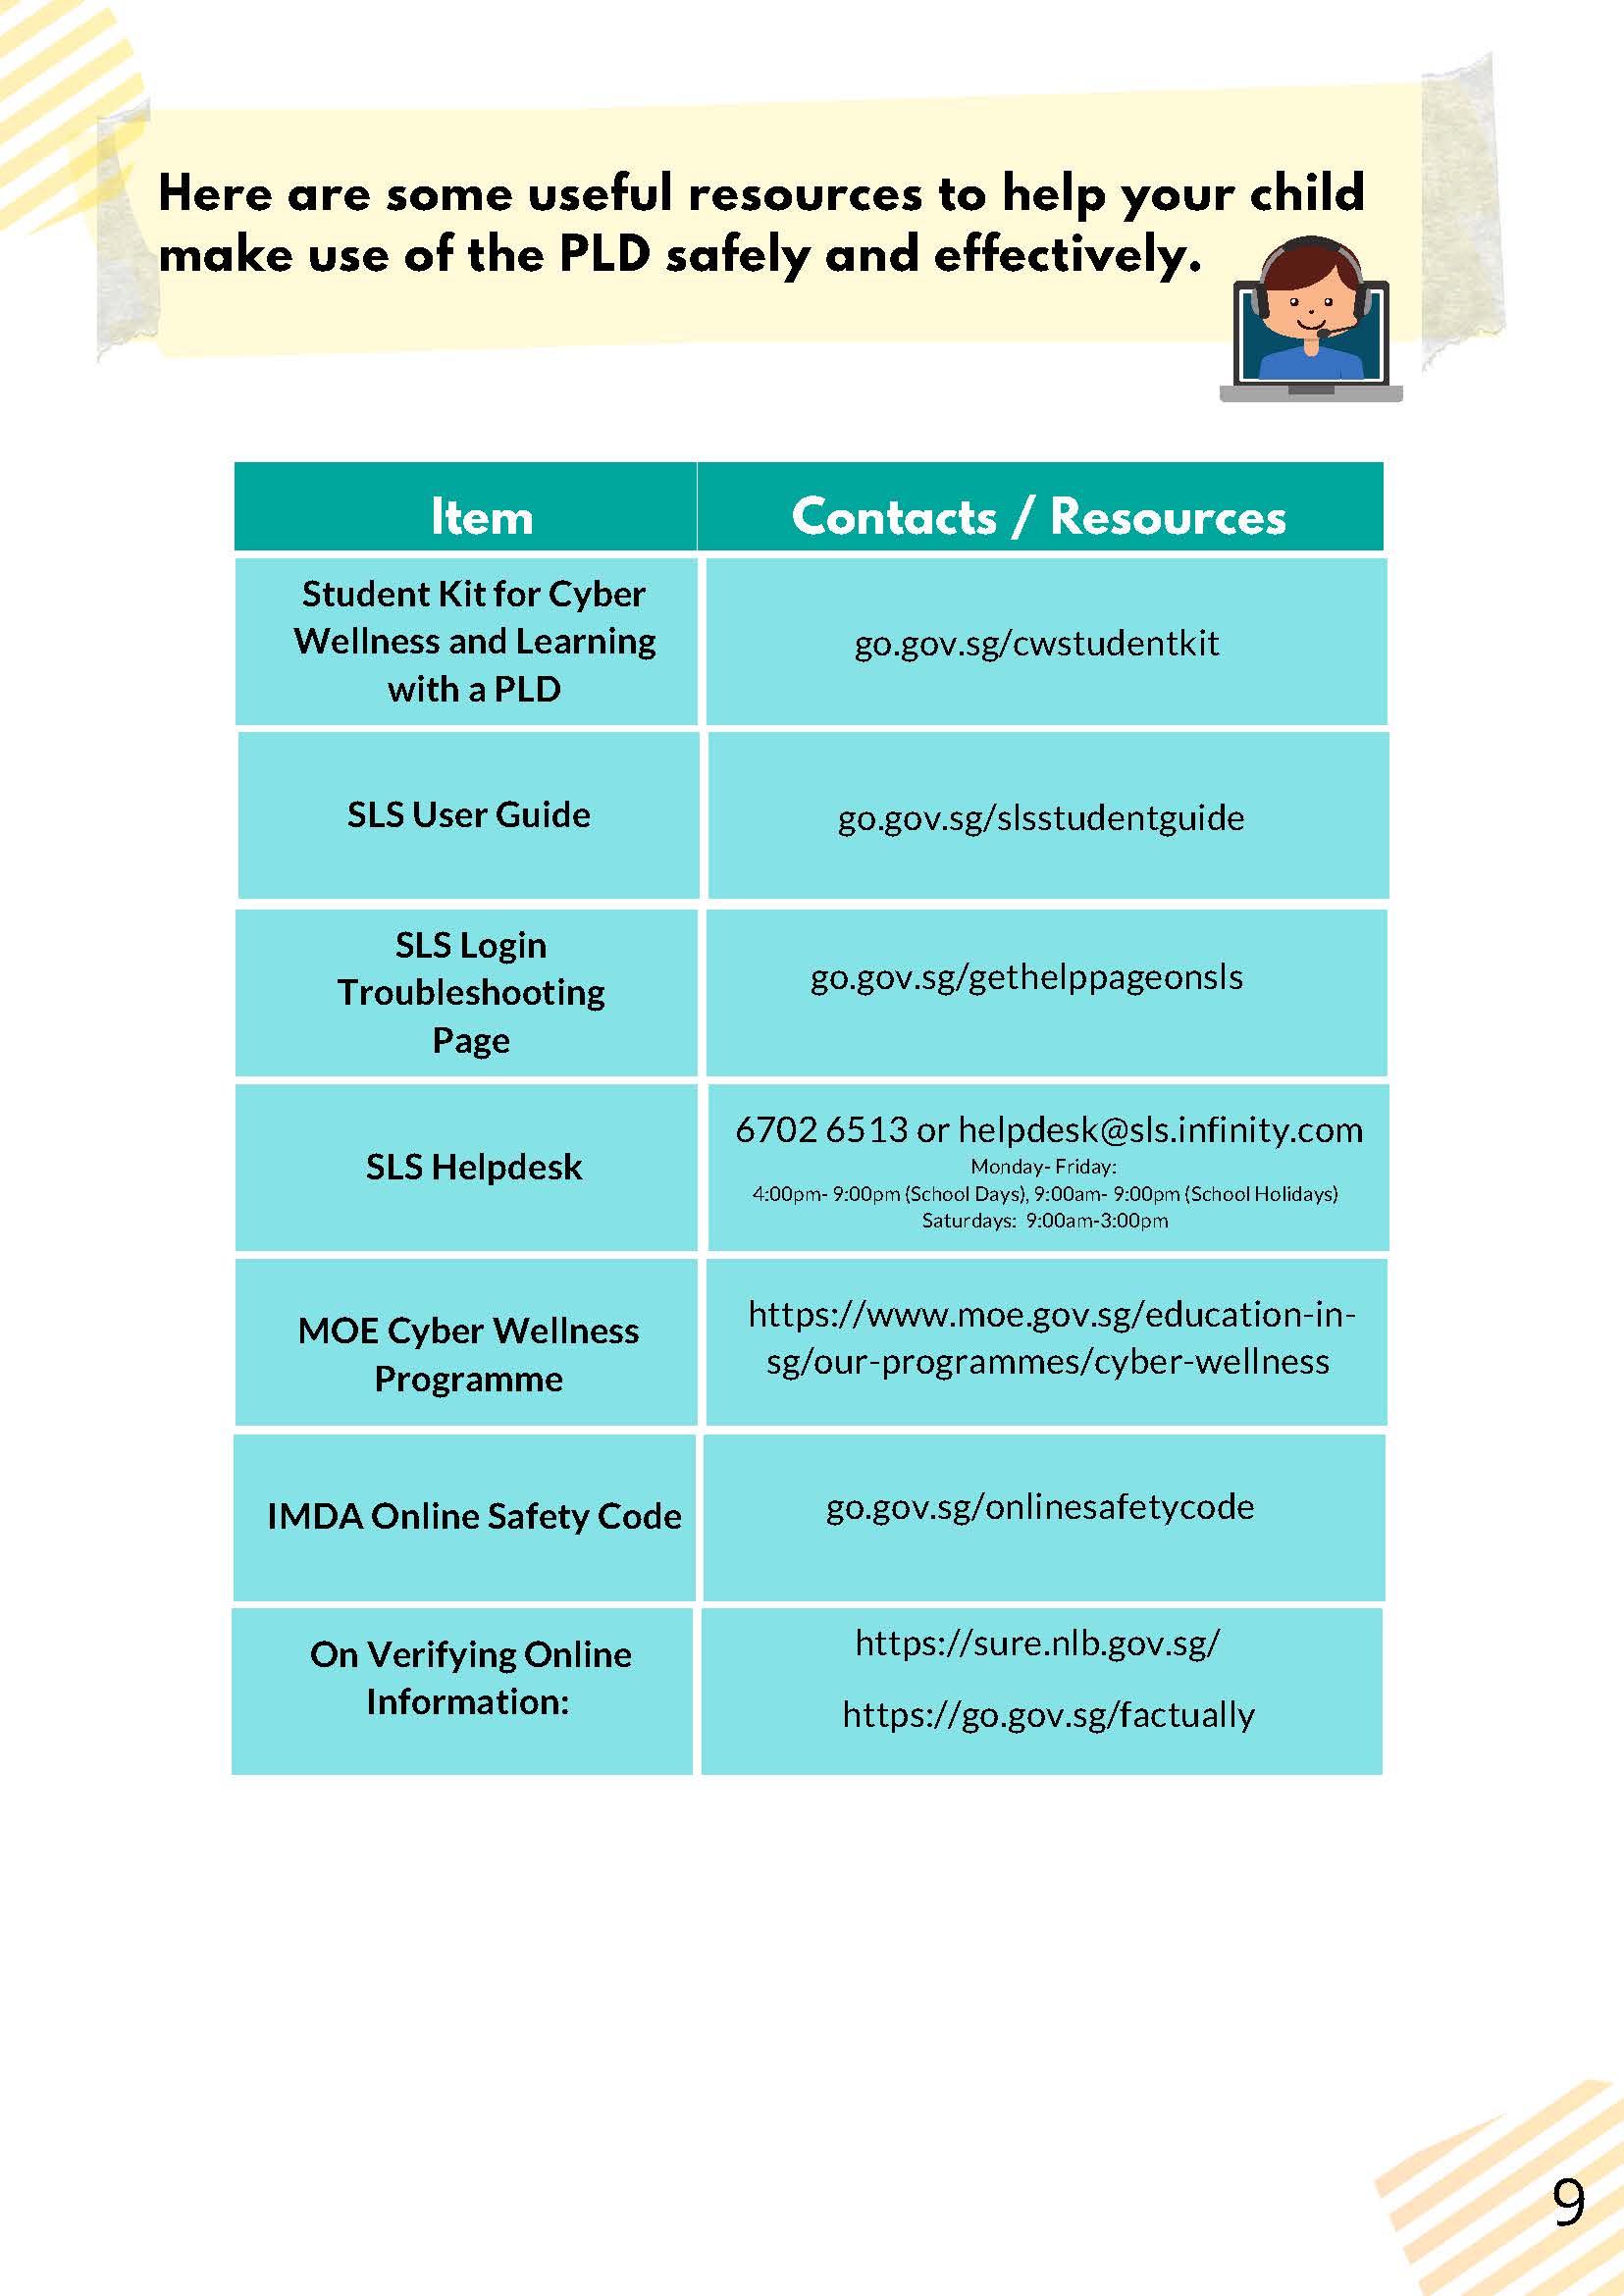 Here are some useful resources to help your child
make use of the PLD safely and effectively.
Item
Contacts / Resources
Student Kit for Cyber
Wellness and Learning
with a PLD
go.gov.sg/cwstudentkit
SLS User Guide
go.gov.sg/slsstudentguide
SLS Login
Troubleshooting
Page
go.gov.sg/gethelppageonsls
SLS Helpdesk
6702 6513 or helpdesk@sls.infinity.com
Monday- Friday:
4:00pm- 9:00pm (School Days), 9:00am- 9:00pm (School Holidays)
Saturdays: 9:00am-3:00pm
MOE Cyber Wellness
Programme
https://www.moe.gov.sg/education-in-
sg/our-programmes/cyber-wellness
IMDA Online Safety Code
go.gov.sg/onlinesafetycode
On Verifying Online
Information:
https://sure.nlb.gov.sg/
https://go.gov.sg/factually
9